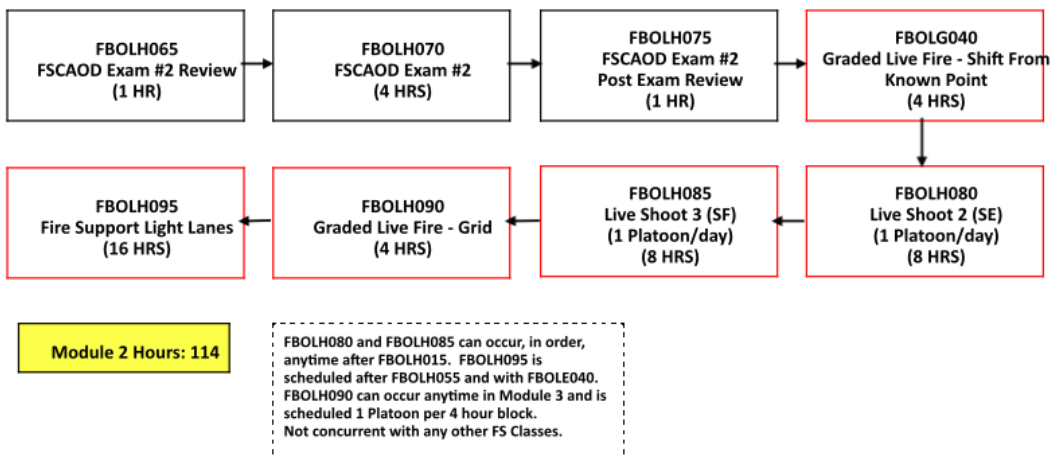 FBOLH065
FSCAOD Exam #2 Review
(1 HR)
FBOLH070
FSCAOD Exam #2
(4 HRS)
FBOLH075
FSCAOD Exam #2
Post Exam Review
(1 HR)
FBOLG040
Graded Live Fire - Shift From
Known Point
(4 HRS)
FBOLH095
Fire Support Light Lanes
(16 HRS)
FBOLH090
Graded Live Fire - Grid
(4 HRS)
FBOLH085
Live Shoot 3 (SF)
(1 Platoon/day)
(8 HRS)
FBOLH080
Live Shoot 2 (SE)
(1 Platoon/day)
(8 HRS)
Module 2 Hours: 114
FBOLH080 and FBOLH085 can occur, in order,
anytime after FBOLH015.  FBOLH095 is
scheduled after FBOLH055 and with FBOLE040.
FBOLH090 can occur anytime in Module 3 and is
scheduled 1 Platoon per 4 hour block.
Not concurrent with any other FS Classes.